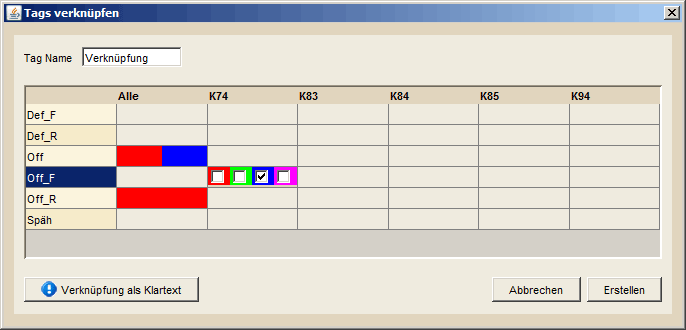 Tags verknüpfen
Tag Name Verknüpfung
Alle K74 K83 K84 K85 K94
Def_F
Def_R
Off
Off_F
Off_R
Späh
Verknüpfung als Klartext Abbrechen Erstellen